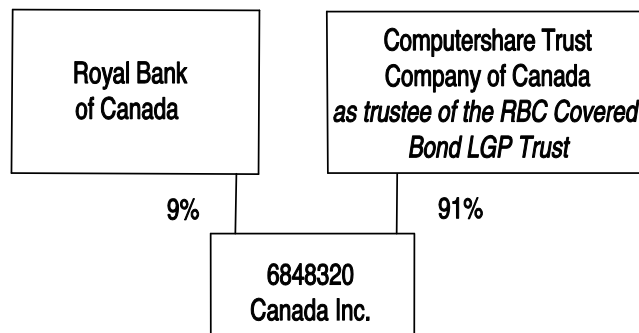 Royal Bank
of Canada
Computershare Trust
Company of Canada
as trustee of the RBC Covered
Bond LGP Trust
9%
91%
6848320
Canada Inc.